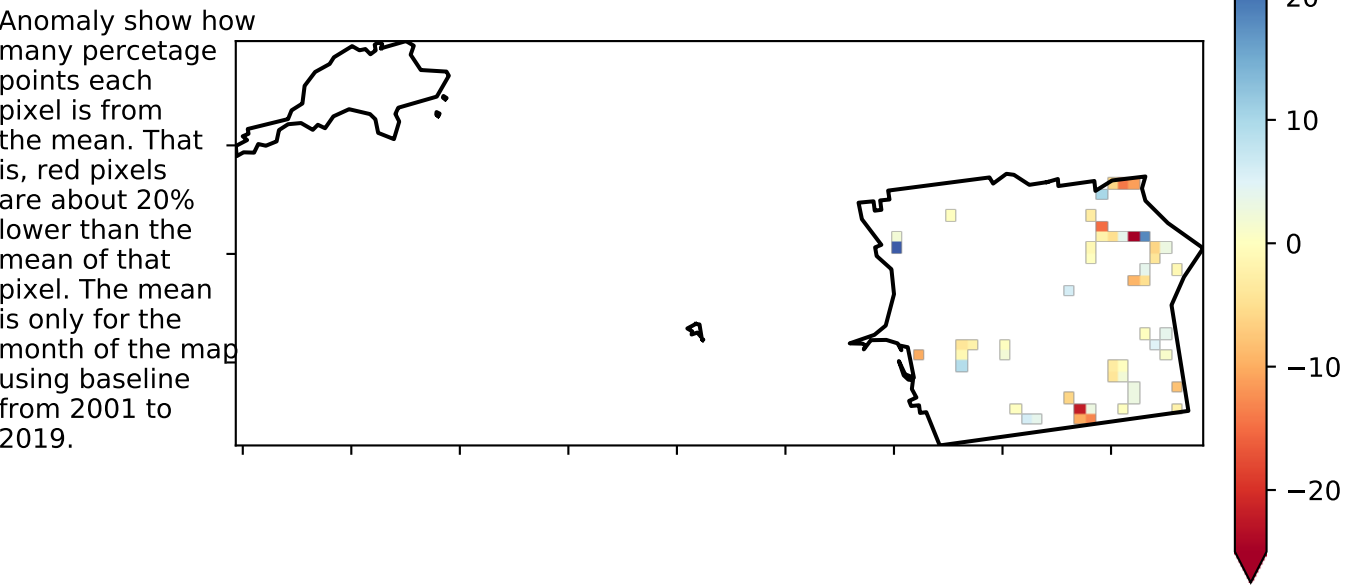 Anomaly show how
many percetage
points each
pixel is from
the mean. That
is, red pixels
are about 20%
lower than the
mean of that
pixel. The mean
is only for the
month of the map
using baseline
from 2001 to
2019.
20
10
0
−10
−20